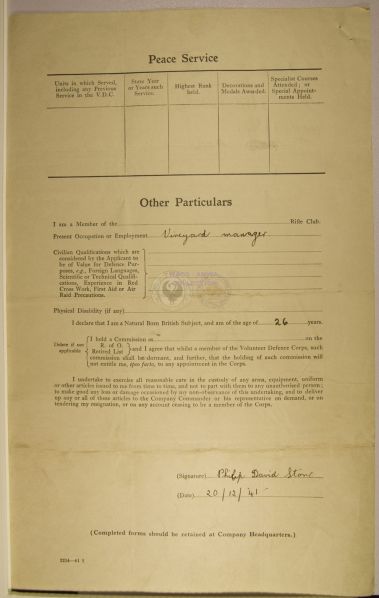 Peace Service
Units in which Served, including any Previous Service in the V.D.C.
State Year or Years such Service.
Highest Rank held.
Decorations and Medals Awarded.
Specialist Courses Attended; or Special Appointments Held.
Other Particulars
I am a Member of the Rifle Club.
Present Occupation or Employment Vineyard manager
Civilian Qualifications which are
considered by the Applicant to
be of Value for Defence Pur-
poses, e.g., Foreign Languages,
Scientific or Technical Qualifi-
cations, Experience in Red
Cross Work, First Aid or Air
Raid Precautions.
Physical Disability (if any)
I declare that I am a Natural Born British Subject, and am of the age of 26 years.
Delete if not applicable
I hold a Commission as on the
R. of O.
Retired List
and I agree that whilst a member of the Volunteer Defence Corps, such
commission shall be dormant, and further, that the holding of such commission will
not entitle me, ipso facto, to any appointment in the Corps.
I undertake to exercise all reasonable care in the custody of any arms, equipment, uniform
or other articles issued to me from time to time, and not to part with them to any unauthorised person;
to make good any loss or damage occasioned by any non-observance of this undertaking, and to deliver
up any or all of these articles to the Company Commander or his representative on demand, or on
tendering my resignation, or on any account ceasing to be a member of the Corps.
(Signature) Philip David Stone
(Date) 20/12/41
(Completed forms should be retained at Company Headquarters.)